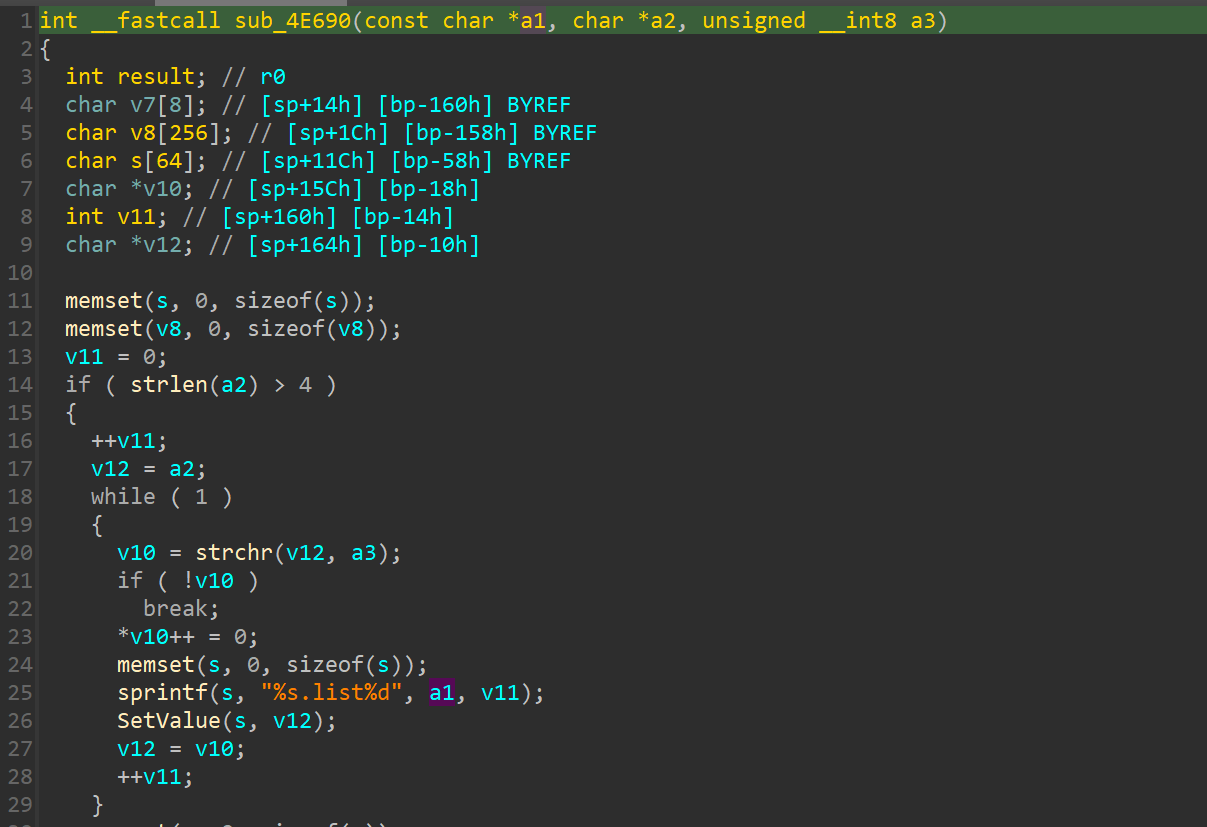 1 int __fastcall sub_4E690(const char *a1, char *a2, unsigned __int8 a3)
2 {
3   int result; // r0
4   char v7[8]; // [sp+14h] [bp-160h] BYREF
5   char v8[256]; // [sp+1Ch] [bp-158h] BYREF
6   char s[64]; // [sp+11Ch] [bp-58h] BYREF
7   char *v10; // [sp+15Ch] [bp-18h]
8   int v11; // [sp+160h] [bp-14h]
9   char *v12; // [sp+164h] [bp-10h]
10
11   memset(s, 0, sizeof(s));
12   memset(v8, 0, sizeof(v8));
13   v11 = 0;
14   if ( strlen(a2) > 4 )
15   {
16     ++v11;
17     v12 = a2;
18     while ( 1 )
19     {
20       v10 = strchr(v12, a3);
21       if ( !v10 )
22         break;
23       *v10++ = 0;
24       memset(s, 0, sizeof(s));
25       sprintf(s, "%s.list%d", a1, v11);
26       SetValue(s, v12);
27       v12 = v10;
28       ++v11;
29     }